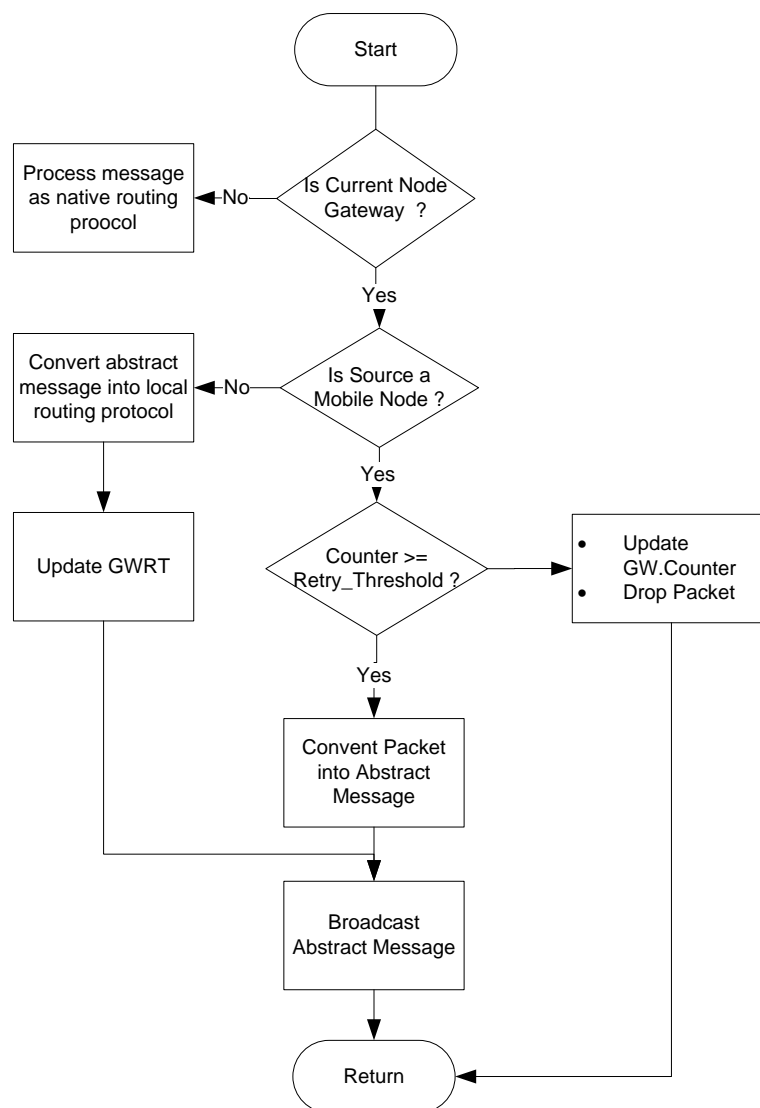 Start
Is Current Node
Gateway ?
No
Process message
as native routing
proocol
Yes
Is Source a
Mobile Node ?
No
Convert abstract
message into local
routing protocol
Update GWRT
Yes
Counter >=
Retry_Threshold ?
• Update
GW.Counter
• Drop Packet
Yes
Convent Packet
into Abstract
Message
Broadcast
Abstract Message
Return